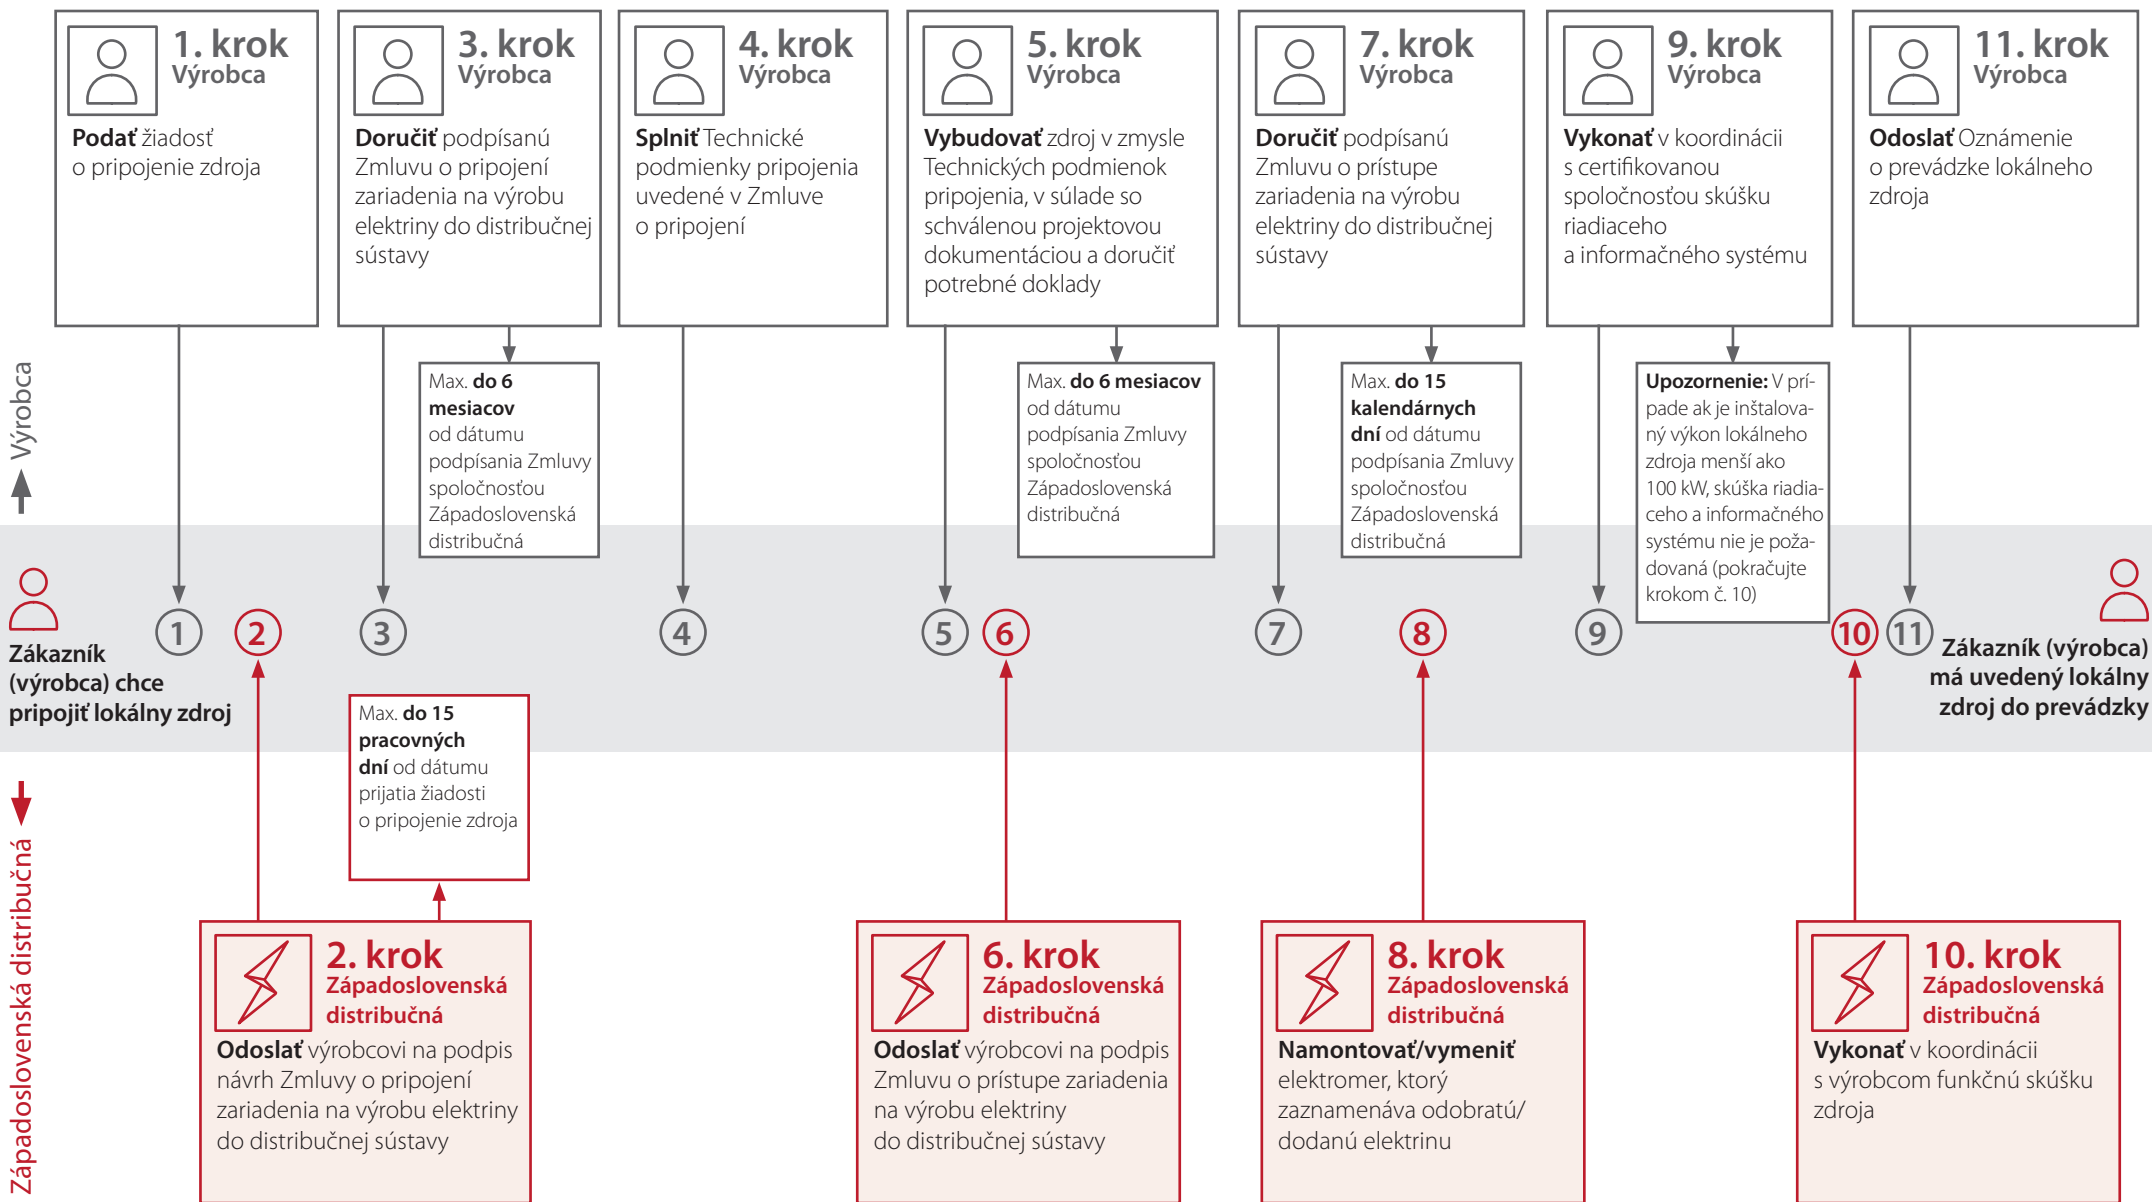 1. krok
Výrobca
Podať žiadosť
o pripojenie zdroja
3. krok
Výrobca
Doručiť podpísanú
Zmluvu o pripojení
zariadenia na výrobu
elektriny do distribučnej
sústavy
4. krok
Výrobca
Splniť Technické
podmienky pripojenia
uvedené v Zmluve
o pripojení
5. krok
Výrobca
Vybudovať zdroj v zmysle
Technických podmienok
pripojenia, v súlade so
schválenou projektovou
dokumentáciou a doručiť
potrebné doklady
7. krok
Výrobca
Doručiť podpísanú
Zmluvu o prístupe
zariadenia na výrobu
elektriny do distribučnej
sústavy
9. krok
Výrobca
Vykonať v koordinácii
s certifikovanou
spoločnosťou skúšku
riadiaceho
a informačného systému
11. krok
Výrobca
Odoslať Oznámenie
o prevádzke lokálneho
zdroja
Výrobca
Max. do 6
mesiacov
od dátumu
podpísania Zmluvy
spoločnosťou
Západoslovenská
distribučná
Max. do 6 mesiacov
od dátumu
podpísania Zmluvy
spoločnosťou
Západoslovenská
distribučná
Max. do 15
kalendárnych
dní od dátumu
podpísania Zmluvy
spoločnosťou
Západoslovenská
distribučná
Upozornenie: V prí-
pade ak je inštalova-
ný výkon lokálneho
zdroja menší ako
100 kW, skúška riadia-
ceho a informačného
systému nie je poža-
dovaná (pokračujte
krokom č. 10)
Zákazník
(výrobca) chce
pripojiť lokálny zdroj
1
2
3
4
5
6
7
8
9
10
11
Zákazník (výrobca)
má uvedený lokálny
zdroj do prevádzky
Max. do 15
pracovných
dní od dátumu
prijatia žiadosti
o pripojenie zdroja
Západoslovenská distribučná
2. krok
Západoslovenská
distribučná
Odoslať výrobcovi na podpis
návrh Zmluvy o pripojení
zariadenia na výrobu elektriny
do distribučnej sústavy
6. krok
Západoslovenská
distribučná
Odoslať výrobcovi na podpis
Zmluvu o prístupe zariadenia
na výrobu elektriny
do distribučnej sústavy
8. krok
Západoslovenská
distribučná
Namontovať/vymeniť
elektromer, ktorý
zaznamenáva odobratú/
dodanú elektrinu
10. krok
Západoslovenská
distribučná
Vykonať v koordinácii
s výrobcom funkčnú skúšku
zdroja